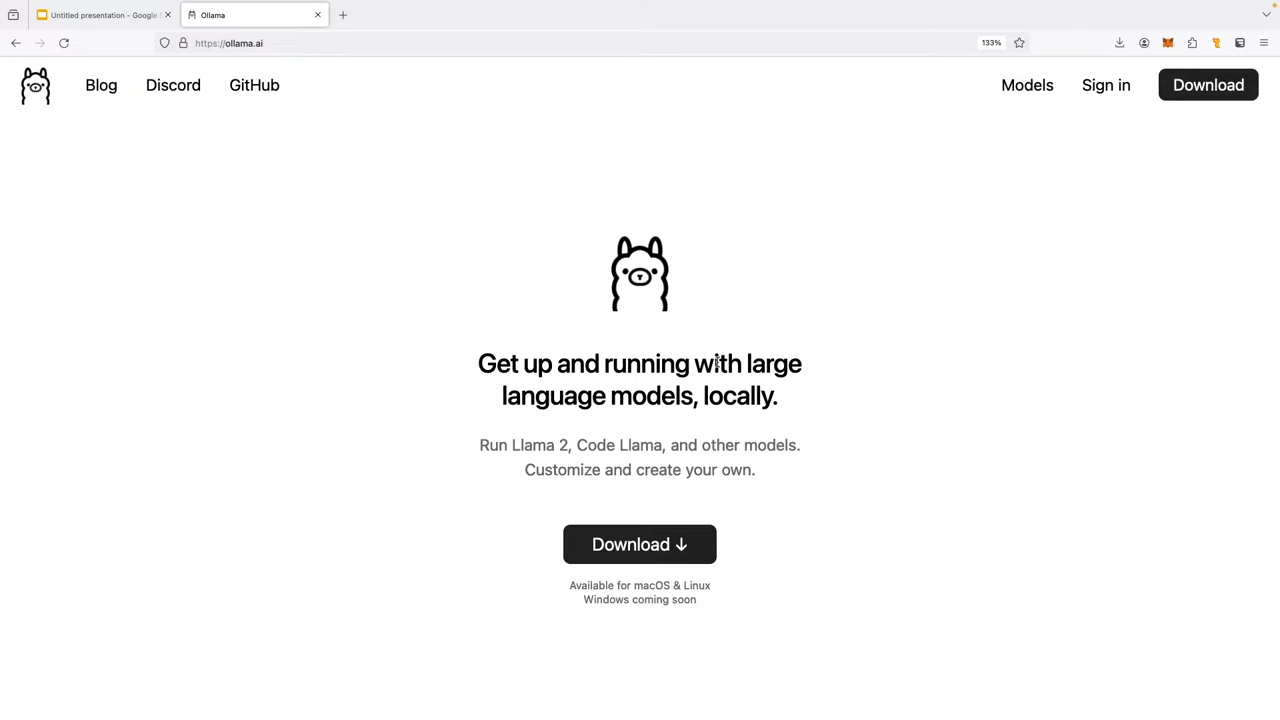 Untitled presentation - Google
Ollama
https://ollama.ai
133%
Blog
Discord
GitHub
Models
Sign in
Download
Get up and running with large
language models, locally.
Run Llama 2, Code Llama, and other models.
Customize and create your own.
Download ↓
Available for macOS & Linux
Windows coming soon